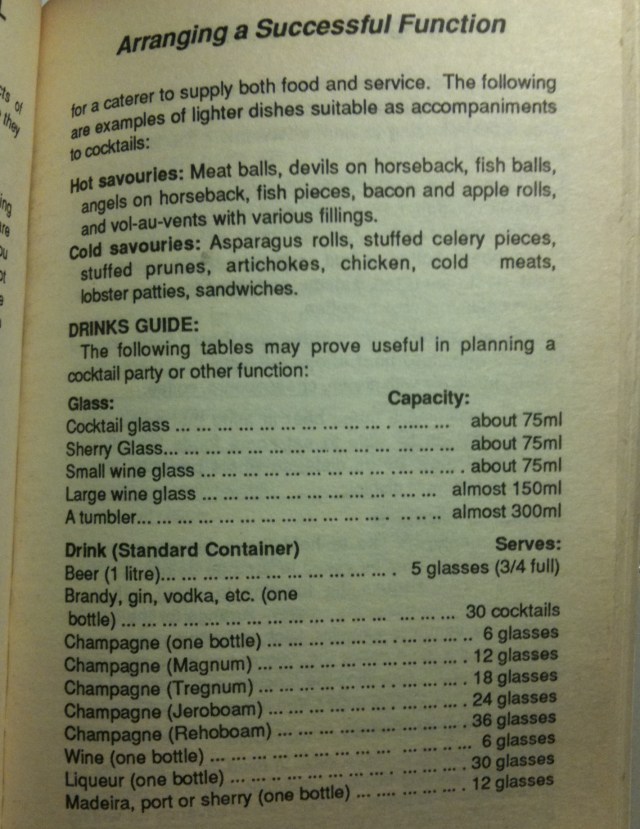 Arranging a Successful Function
for a caterer to supply both food and service. The following
are examples of lighter dishes suitable as accompaniments
to cocktails:
Hot savouries: Meat balls, devils on horseback, fish balls,
angels on horseback, fish pieces, bacon and apple rolls,
and vol-au-vents with various fillings.
Cold savouries: Asparagus rolls, stuffed celery pieces,
stuffed prunes, artichokes, chicken, cold meats,
lobster patties, sandwiches.
DRINKS GUIDE:
The following tables may prove useful in planning a
cocktail party or other function:
Glass: Capacity:
Cocktail glass ... ... ... ... ... ... ... ... . ...... ... about 75ml
Sherry Glass... ... ... ... ... ... ... ... ... ... ... ... about 75ml
Small wine glass ... ... ... ... ... ... ... . ... ... ... . about 75ml
Large wine glass ... ... ... ... ... ... ... . ... ... almost 150ml
A tumbler... ... ... ... ... ... ... ... ... . .. .. .. almost 300ml
Drink (Standard Container) Serves:
Beer (1 litre)... ... ... ... ... ... ... ... ... ... . 5 glasses (3/4 full)
Brandy, gin, vodka, etc. (one
bottle) ... ... ... ... ... ... ... ... ... ... ... ... ... 30 cocktails
Champagne (one bottle) ... ... ... ... . ... ... ... .. 6 glasses
Champagne (Magnum) ... ... ... ... ... . ... ... ... . 12 glasses
Champagne (Tregnum) ... ... ... ... .. . ... ... ... . 18 glasses
Champagne (Jeroboam) ... ... ... ... . ... ... ... . 24 glasses
Champagne (Rehoboam) ... ... ... ... . ... ... ... . 36 glasses
Wine (one bottle) ... ... ... ... ... ... ... ... ... .. 6 glasses
Liqueur (one bottle) ... .. ... ... ... ... . ... ... ... . 30 glasses
Madeira, port or sherry (one bottle) ... .... ... ... . 12 glasses